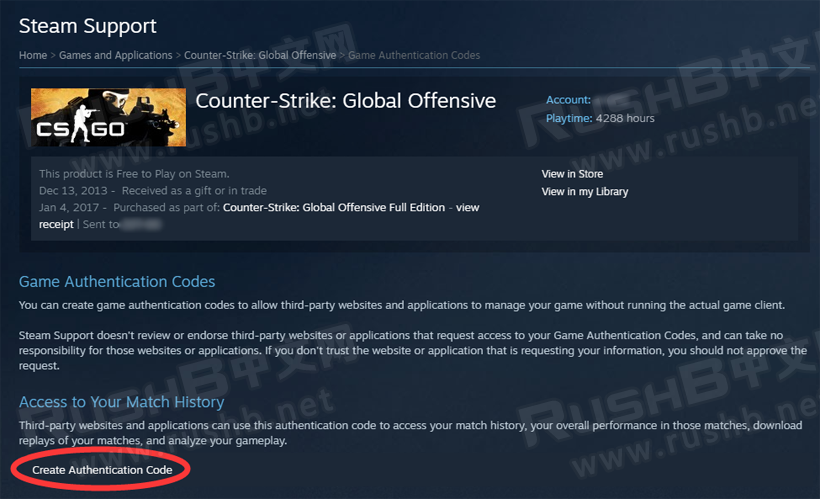 Steam Support
Home > Games and Applications > Counter-Strike: Global Offensive > Game Authentication Codes
CS GO
Counter-Strike: Global Offensive
Account:
Playtime: 4288 hours
This product is Free to Play on Steam.
Dec 13, 2013 - Received as a gift or in trade
Jan 4, 2017 - Purchased as part of: Counter-Strike: Global Offensive Full Edition - view
receipt | Sent to
View in Store
View in my Library
Game Authentication Codes
You can create game authentication codes to allow third-party websites and applications to manage your game without running the actual game client.
Steam Support doesn't review or endorse third-party websites or applications that request access to your Game Authentication Codes, and can take no
responsibility for those websites or applications. If you don't trust the website or application that is requesting your information, you should not approve the
request.
Access to Your Match History
Third-party websites and applications can use this authentication code to access your match history, your overall performance in those matches, download
replays of your matches, and analyze your gameplay.
Create Authentication Code
RushB中文网
www.rushb.net
RushB中文网
www.rushb.net
RushB中文网
www.rushb.net
RushB中文网
www.rushb.net